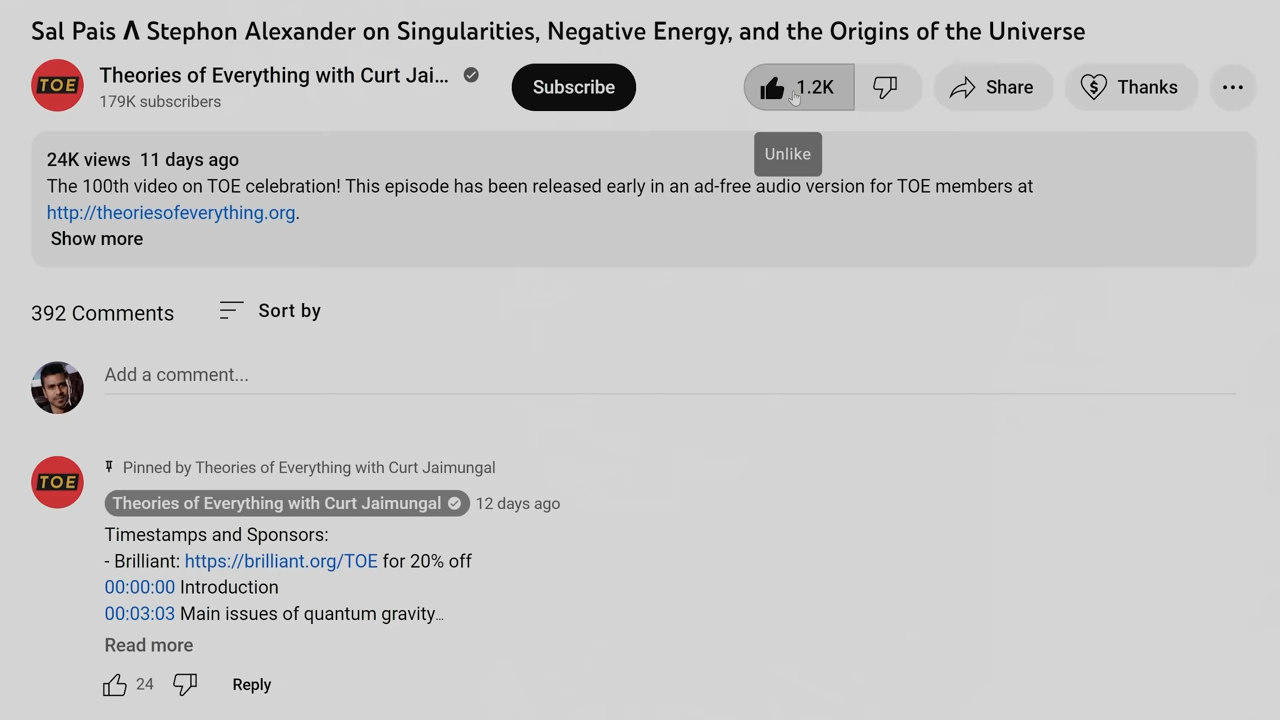 Sal Pais Λ Stephon Alexander on Singularities, Negative Energy, and the Origins of the Universe
TOE
Theories of Everything with Curt Jai...
179K subscribers
Subscribe
1.2K
Share
Thanks
Unlike
24K views 11 days ago
The 100th video on TOE celebration! This episode has been released early in an ad-free audio version for TOE members at
http://theoriesofeverything.org.
Show more
392 Comments
Sort by
Add a comment...
TOE
Pinned by Theories of Everything with Curt Jaimungal
Theories of Everything with Curt Jaimungal 12 days ago
Timestamps and Sponsors:
- Brilliant: https://brilliant.org/TOE for 20% off
00:00:00 Introduction
00:03:03 Main issues of quantum gravity…
Read more
24
Reply